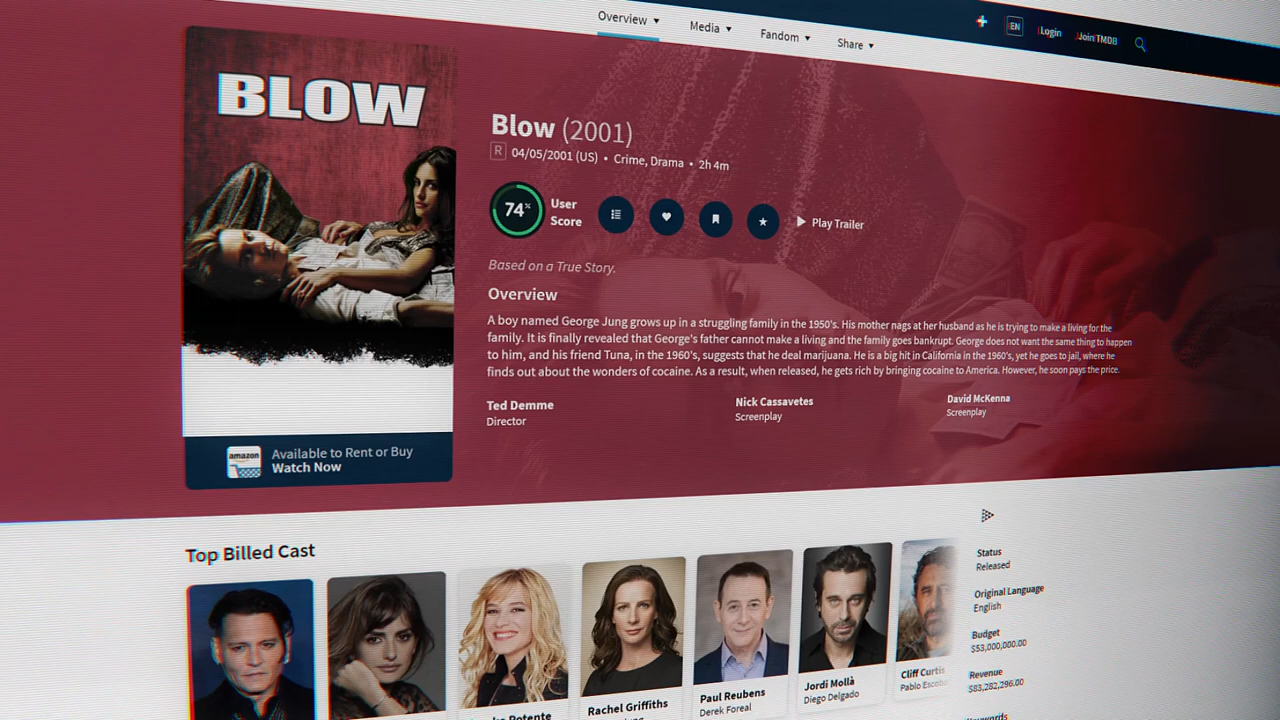 Overview
Media
Fandom
Share
EN
Login
Join TMDB
BLOW
Blow (2001)
R 04/05/2001 (US) • Crime, Drama • 2h 4m
74%
User
Score
Play Trailer
Based on a True Story.
Overview
A boy named George Jung grows up in a struggling family in the 1950's. His mother nags at her husband as he is trying to make a living for the
family. It is finally revealed that George's father cannot make a living and the family goes bankrupt. George does not want the same thing to happen
to him, and his friend Tuna, in the 1960's, suggests that he deal marijuana. He is a big hit in California in the 1960's, yet he goes to jail, where he
finds out about the wonders of cocaine. As a result, when released, he gets rich by bringing cocaine to America. However, he soon pays the price.
Ted Demme
Director
Nick Cassavetes
Screenplay
David McKenna
Screenplay
amazon
Available to Rent or Buy
Watch Now
Top Billed Cast
Potente
Rachel Griffiths
Paul Reubens
Derek Foreal
Jordi Mollà
Diego Delgado
Cliff Curtis
Pablo Escob
Status
Released
Original Language
English
Budget
$53,000,000.00
Revenue
$83,282,296.00